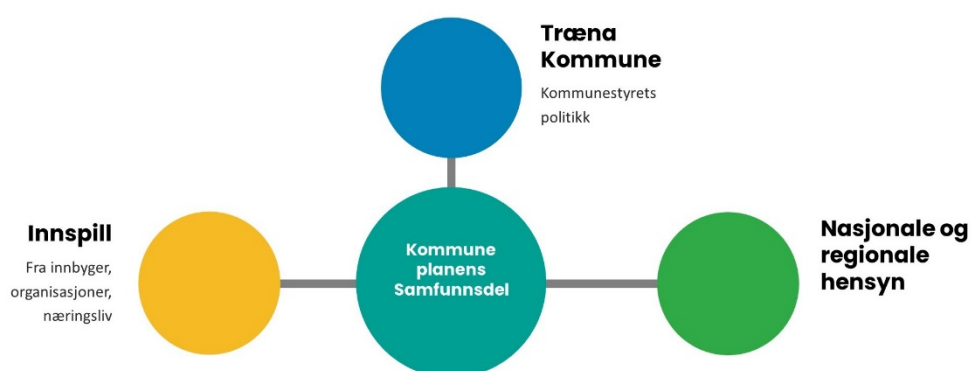 Træna
Kommune
Kommunestyrets
politikk
Innspill
Fra innbyger,
organisasjoner,
næringsliv
Kommune
planens
Samfunnsdel
Nasjonale og
regionale
hensyn